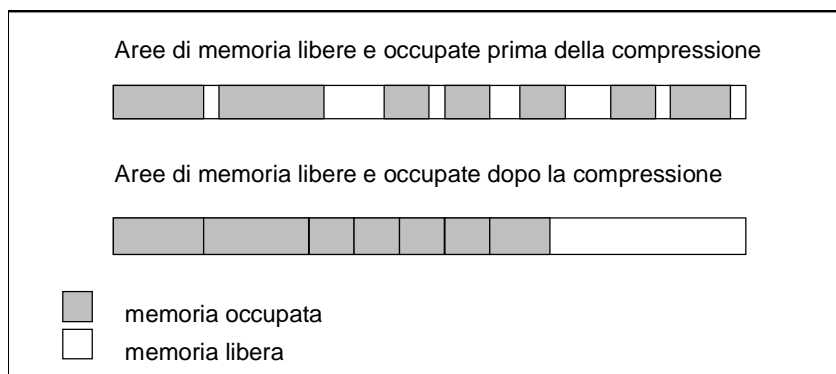 Aree di memoria libere e occupate prima della compressione
Aree di memoria libere e occupate dopo la compressione
memoria occupata
memoria libera